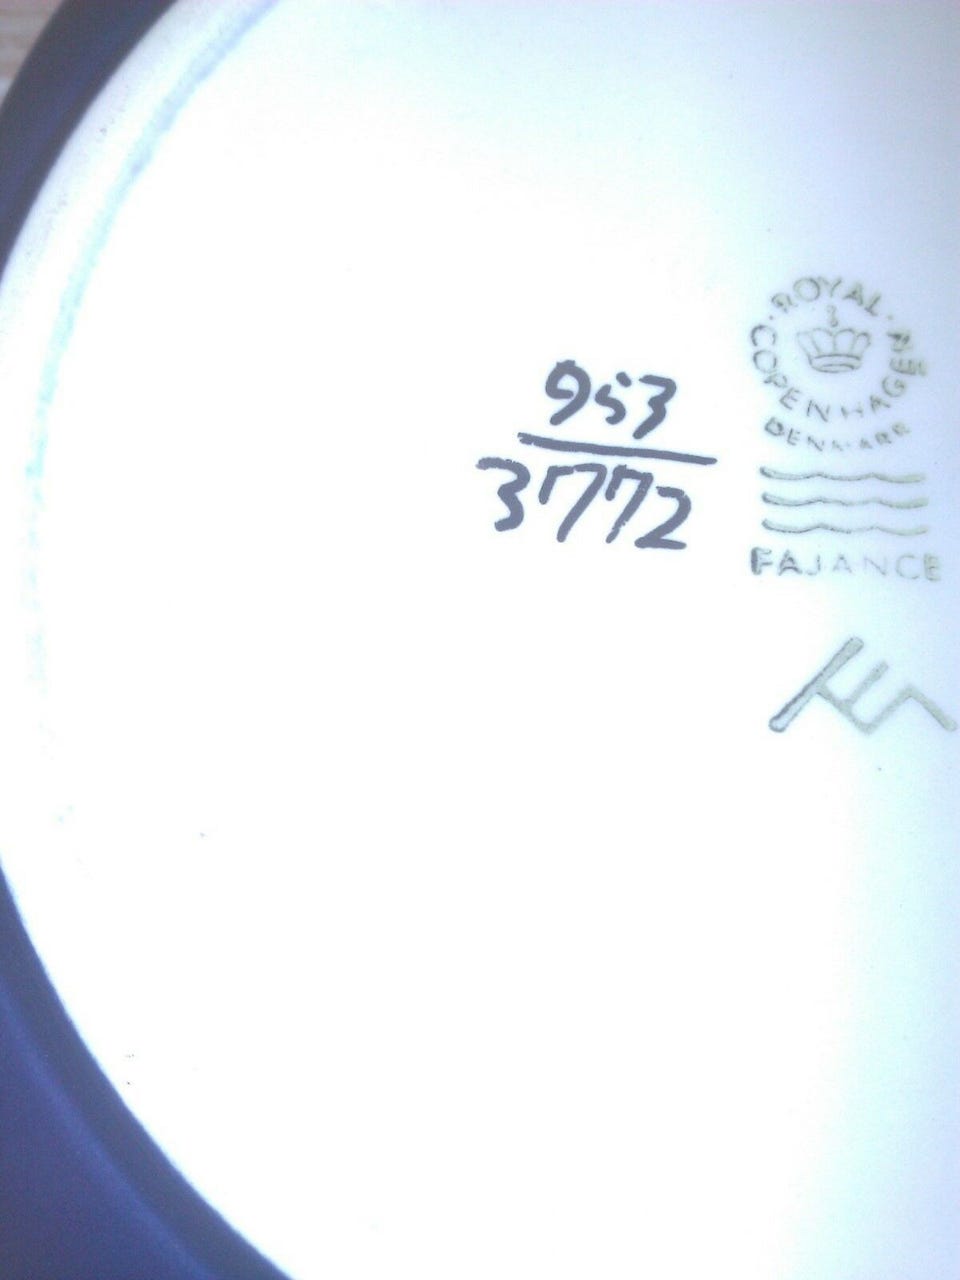 953
3772
ROYAL
COPENHAGEN
DENMARK
FAJANCE